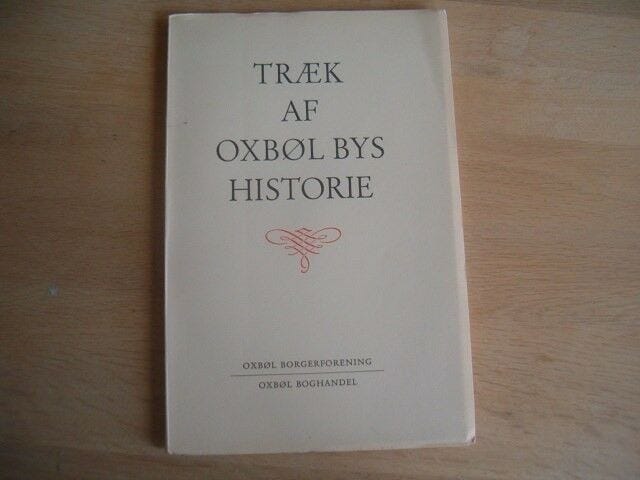 TRÆK
AF
OXBØL BYS
HISTORIE
OXBØL BORGERFORENING
OXBØL BOGHANDEL